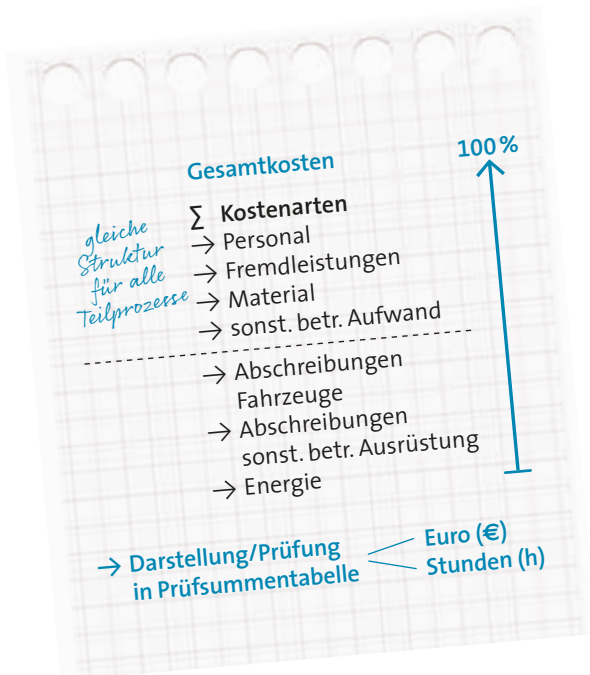 Gesamtkosten
100 %
∑ Kostenarten
→ Personal
→ Fremdleistungen
→ Material
→ sonst. betr. Aufwand
gleiche
Struktur
für alle
Teilprozesse
→ Abschreibungen
Fahrzeuge
→ Abschreibungen
sonst. betr. Ausrüstung
→ Energie
→ Darstellung/Prüfung
in Prüfsummentabelle
Euro (€)
Stunden (h)